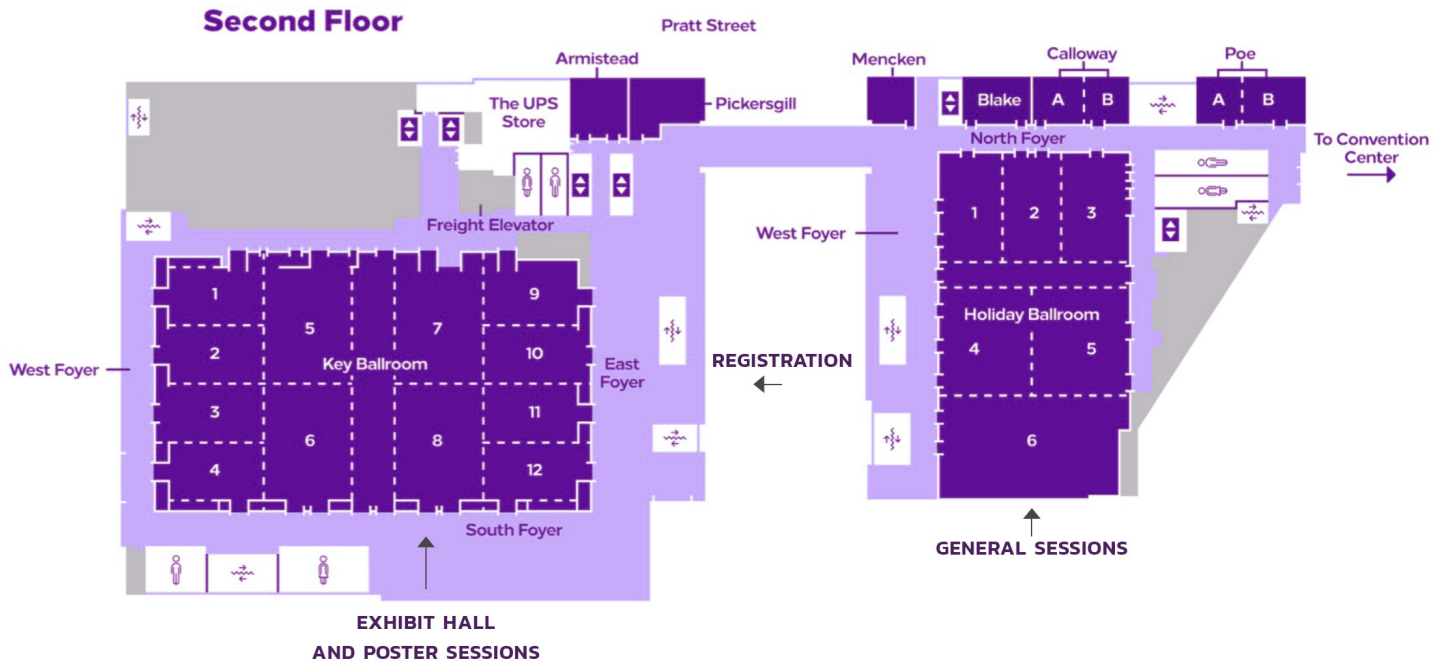 Second Floor
Pratt Street
Armistead
Mencken
Calloway
Poe
The UPS
Store
Pickersgill
Blake
A
B
A
B
North Foyer
To Convention
Center
Freight Elevator
West Foyer
1
2
3
1
5
7
9
Holiday Ballroom
2
Key Ballroom
10
4
5
West Foyer
East
Foyer
REGISTRATION
3
6
8
11
6
4
12
South Foyer
GENERAL SESSIONS
EXHIBIT HALL
AND POSTER SESSIONS